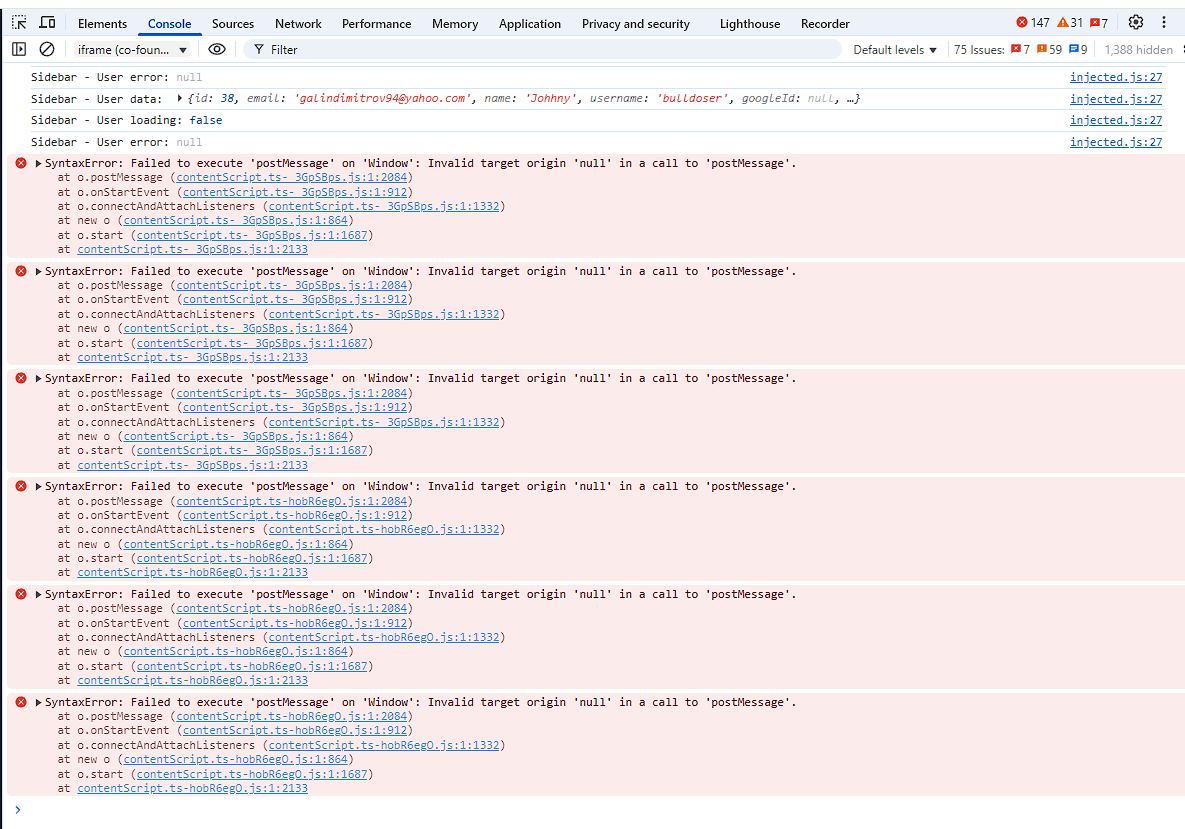 Elements Console Sources Network Performance Memory Application Privacy and security Lighthouse Recorder 147 31 7
iframe (co-foun... ▼ Filter Default levels ▼ 75 Issues: 7 59 9 1,388 hidden
Sidebar - User error: null injected.js:27
Sidebar - User data: ▶{id: 38, email: 'galindimitrov94@yahoo.com', name: 'Johhny', username: 'bulldoser', googleId: null, …} injected.js:27
Sidebar - User loading: false injected.js:27
Sidebar - User error: null injected.js:27
▶SyntaxError: Failed to execute 'postMessage' on 'Window': Invalid target origin 'null' in a call to 'postMessage'.
at o.postMessage (contentScript.ts-_3GpSBps.js:1:2084)
at o.onStartEvent (contentScript.ts-_3GpSBps.js:1:912)
at o.connectAndAttachListeners (contentScript.ts-_3GpSBps.js:1:1332)
at new o (contentScript.ts-_3GpSBps.js:1:864)
at o.start (contentScript.ts-_3GpSBps.js:1:1687)
at contentScript.ts-_3GpSBps.js:1:2133
▶SyntaxError: Failed to execute 'postMessage' on 'Window': Invalid target origin 'null' in a call to 'postMessage'.
at o.postMessage (contentScript.ts-_3GpSBps.js:1:2084)
at o.onStartEvent (contentScript.ts-_3GpSBps.js:1:912)
at o.connectAndAttachListeners (contentScript.ts-_3GpSBps.js:1:1332)
at new o (contentScript.ts-_3GpSBps.js:1:864)
at o.start (contentScript.ts-_3GpSBps.js:1:1687)
at contentScript.ts-_3GpSBps.js:1:2133
▶SyntaxError: Failed to execute 'postMessage' on 'Window': Invalid target origin 'null' in a call to 'postMessage'.
at o.postMessage (contentScript.ts-_3GpSBps.js:1:2084)
at o.onStartEvent (contentScript.ts-_3GpSBps.js:1:912)
at o.connectAndAttachListeners (contentScript.ts-_3GpSBps.js:1:1332)
at new o (contentScript.ts-_3GpSBps.js:1:864)
at o.start (contentScript.ts-_3GpSBps.js:1:1687)
at contentScript.ts-_3GpSBps.js:1:2133
▶SyntaxError: Failed to execute 'postMessage' on 'Window': Invalid target origin 'null' in a call to 'postMessage'.
at o.postMessage (contentScript.ts-hobR6egO.js:1:2084)
at o.onStartEvent (contentScript.ts-hobR6egO.js:1:912)
at o.connectAndAttachListeners (contentScript.ts-hobR6egO.js:1:1332)
at new o (contentScript.ts-hobR6egO.js:1:864)
at o.start (contentScript.ts-hobR6egO.js:1:1687)
at contentScript.ts-hobR6egO.js:1:2133
▶SyntaxError: Failed to execute 'postMessage' on 'Window': Invalid target origin 'null' in a call to 'postMessage'.
at o.postMessage (contentScript.ts-hobR6egO.js:1:2084)
at o.onStartEvent (contentScript.ts-hobR6egO.js:1:912)
at o.connectAndAttachListeners (contentScript.ts-hobR6egO.js:1:1332)
at new o (contentScript.ts-hobR6egO.js:1:864)
at o.start (contentScript.ts-hobR6egO.js:1:1687)
at contentScript.ts-hobR6egO.js:1:2133
▶SyntaxError: Failed to execute 'postMessage' on 'Window': Invalid target origin 'null' in a call to 'postMessage'.
at o.postMessage (contentScript.ts-hobR6egO.js:1:2084)
at o.onStartEvent (contentScript.ts-hobR6egO.js:1:912)
at o.connectAndAttachListeners (contentScript.ts-hobR6egO.js:1:1332)
at new o (contentScript.ts-hobR6egO.js:1:864)
at o.start (contentScript.ts-hobR6egO.js:1:1687)
at contentScript.ts-hobR6egO.js:1:2133